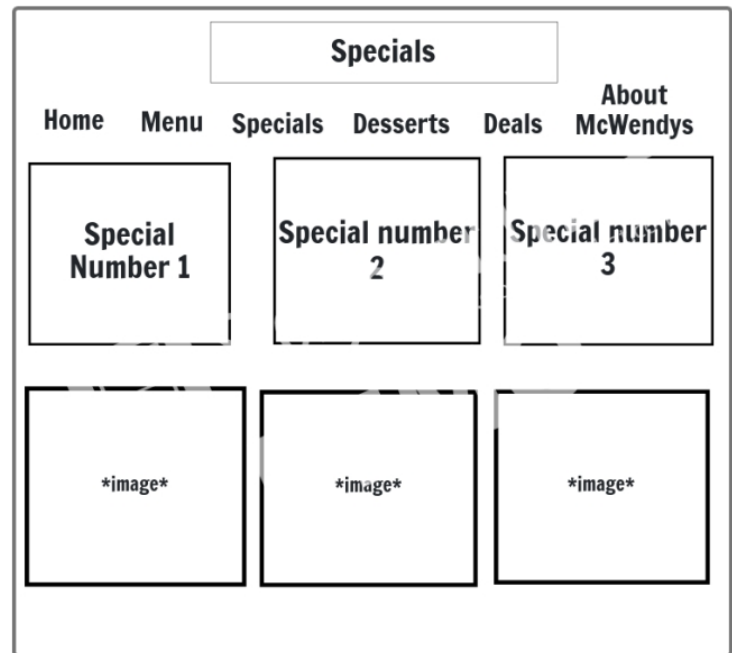 Specials
Home Menu Specials Desserts Deals About
McWendys
Special
Number 1
Special number
2
Special number
3
*image* *image* *image*